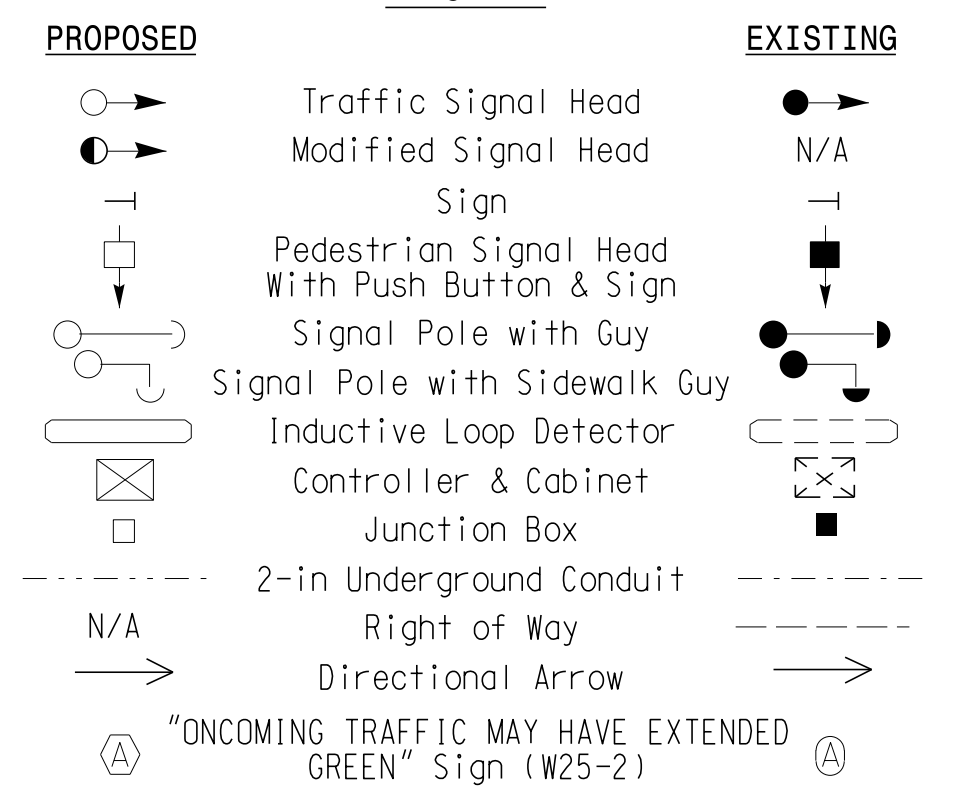 PROPOSED EXISTING
Traffic Signal Head
Modified Signal Head N/A
Sign
Pedestrian Signal Head
With Push Button & Sign
Signal Pole with Guy
Signal Pole with Sidewalk Guy
Inductive Loop Detector
Controller & Cabinet
Junction Box
2-in Underground Conduit
N/A Right of Way
Directional Arrow
"ONCOMING TRAFFIC MAY HAVE EXTENDED
A GREEN" Sign (W25-2) A